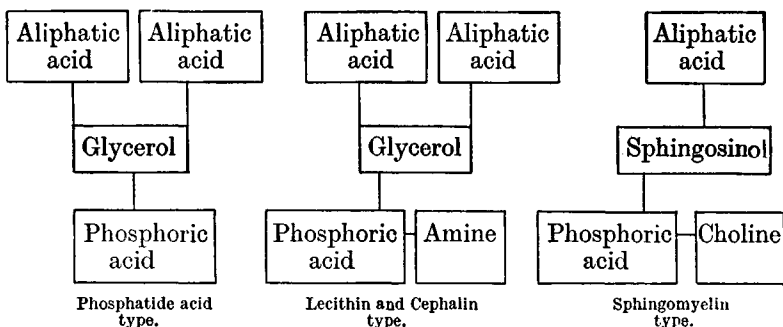 Aliphatic
acid
Aliphatic
acid
Glycerol
Phosphoric
acid
Phosphatide acid
type.
Aliphatic
acid
Aliphatic
acid
Glycerol
Phosphoric
acid
Amine
Lecithin and Cephalin
type.
Aliphatic
acid
Sphingosinol
Phosphoric
acid
Choline
Sphingomyelin
type.